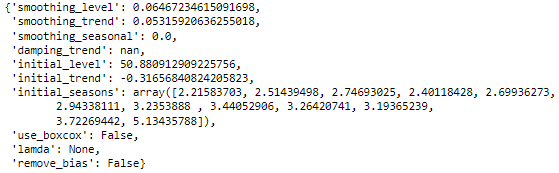 {'smoothing_level': 0.06467234615091698,
'smoothing_trend': 0.05315920636255018,
'smoothing_seasonal': 0.0,
'damping_trend': nan,
'initial_level': 50.880912909225756,
'initial_trend': -0.31656840824205823,
'initial_seasons': array([2.21583703, 2.51439498, 2.74693025, 2.40118428, 2.69936273,
2.94338111, 3.2353888 , 3.44052906, 3.26420741, 3.19365239,
3.72269442, 5.13435788]),
'use_boxcox': False,
'lamda': None,
'remove_bias': False}